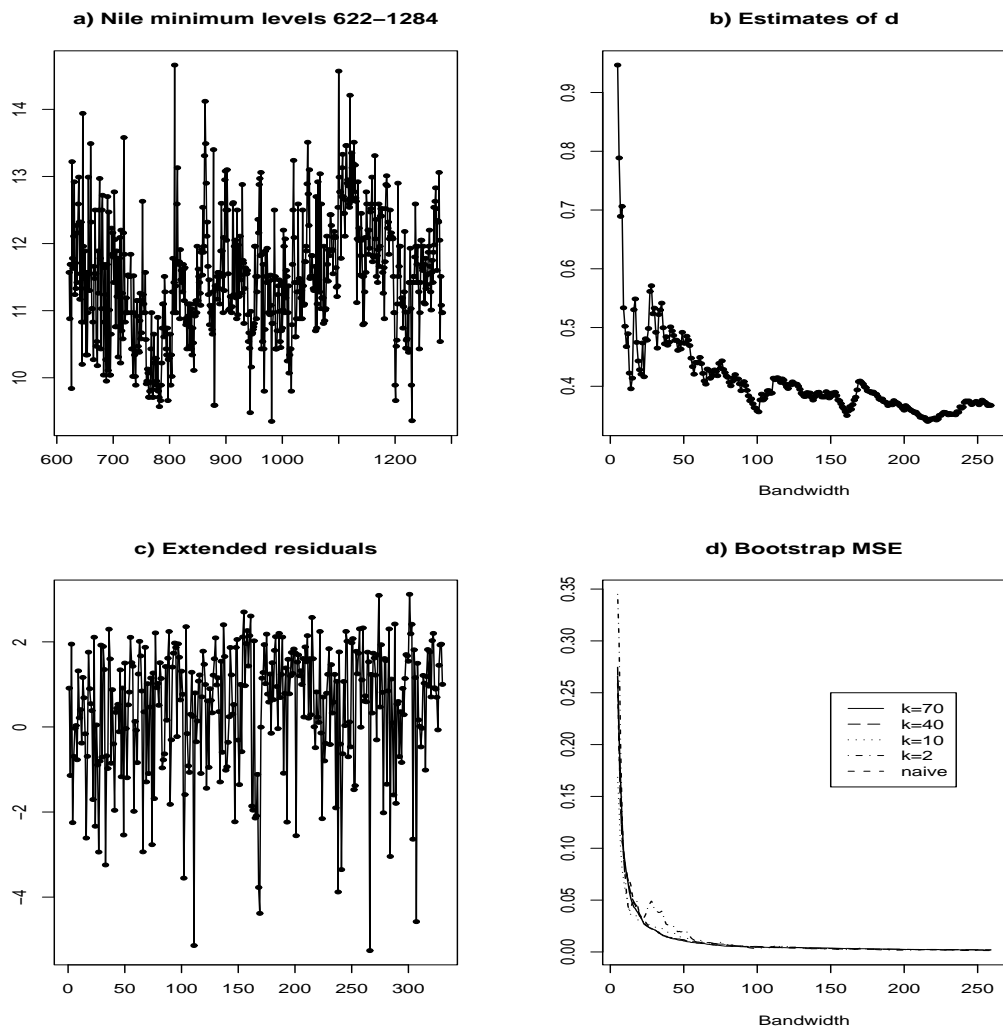 a) Nile minimum levels 622–1284
14
13
12
11
10
600 700 800 900 1000 1200
b) Estimates of d
0.9
0.8
0.7
0.6
0.5
0.4
0 50 100 150 200 250
Bandwidth
c) Extended residuals
2
0
−2
−4
0 50 100 150 200 250 300
d) Bootstrap MSE
0.35
0.30
0.25
0.20
0.15
0.10
0.05
0.00
k=70
k=40
k=10
k=2
naive
0 50 100 150 200 250
Bandwidth